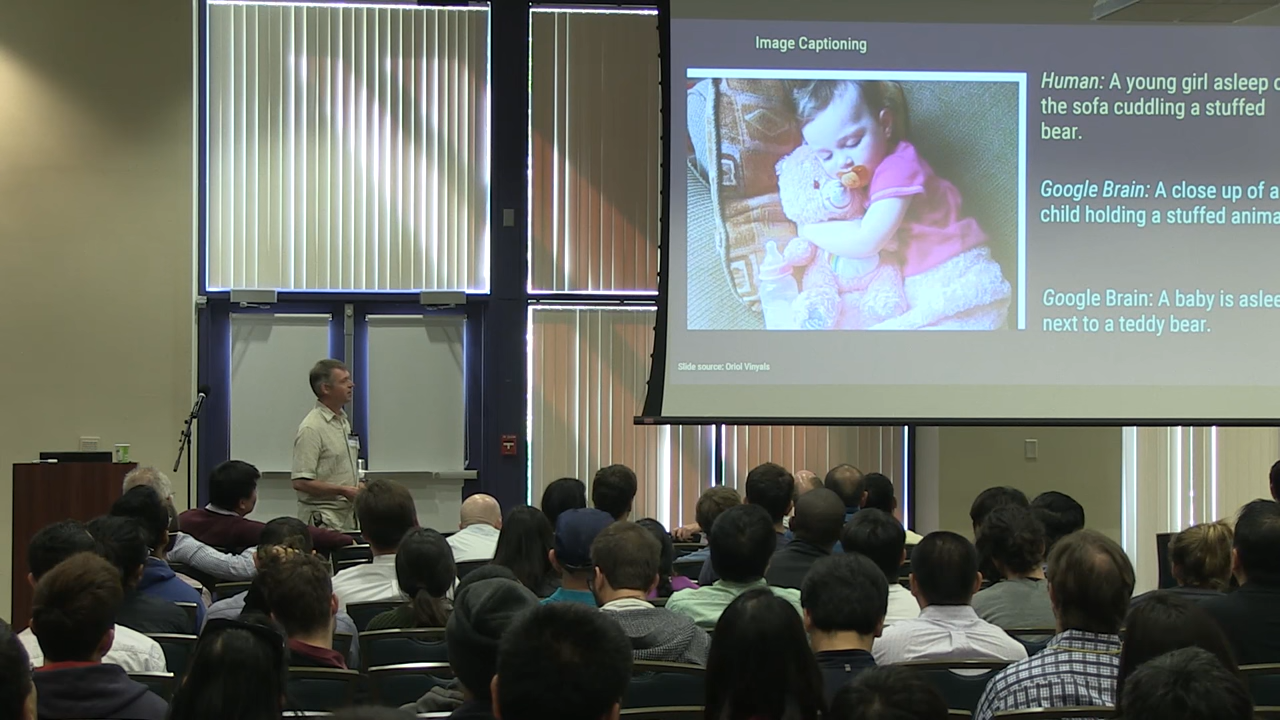 Image Captioning
Human: A young girl asleep
the sofa cuddling a stuffed
bear.
Google Brain: A close up of a
child holding a stuffed
Google Brain: A baby is
next to a teddy bear.
Slide source: Oriol Vinyals